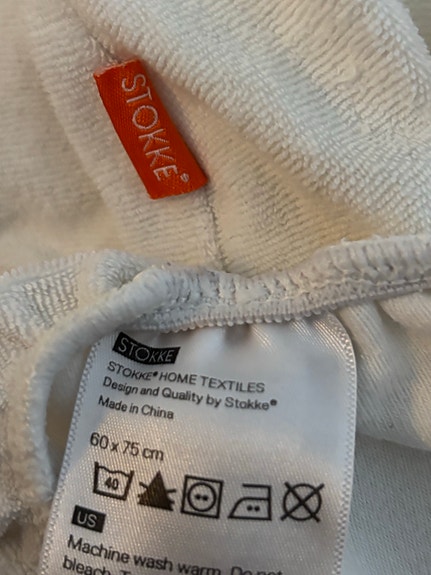 STOKKE®
STOKKE
STOKKE® HOME TEXTILES
Design and Quality by Stokke®
Made in China
60 x 75 cm
40
US
Machine wash warm. Do not
bleach.